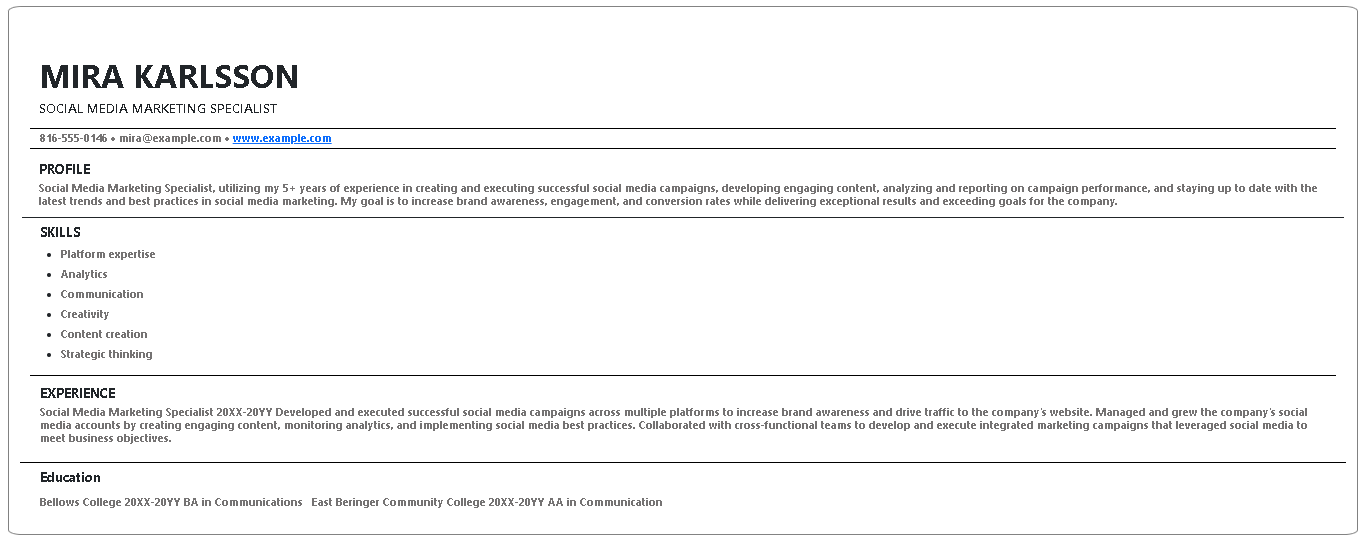 MIRA KARLSSON
SOCIAL MEDIA MARKETING SPECIALIST
816-555-0146 • mira@example.com • www.example.com
PROFILE
Social Media Marketing Specialist, utilizing my 5+ years of experience in creating and executing successful social media campaigns, developing engaging content, analyzing and reporting on campaign performance, and staying up to date with the
latest trends and best practices in social media marketing. My goal is to increase brand awareness, engagement, and conversion rates while delivering exceptional results and exceeding goals for the company.
SKILLS
• Platform expertise
• Analytics
• Communication
• Creativity
• Content creation
• Strategic thinking
EXPERIENCE
Social Media Marketing Specialist 20XX-20YY Developed and executed successful social media campaigns across multiple platforms to increase brand awareness and drive traffic to the company's website. Managed and grew the company's social
media accounts by creating engaging content, monitoring analytics, and implementing social media best practices. Collaborated with cross-functional teams to develop and execute integrated marketing campaigns that leveraged social media to
meet business objectives.
Education
Bellows College 20XX-20YY BA in Communications   East Beringer Community College 20XX-20YY AA in Communication